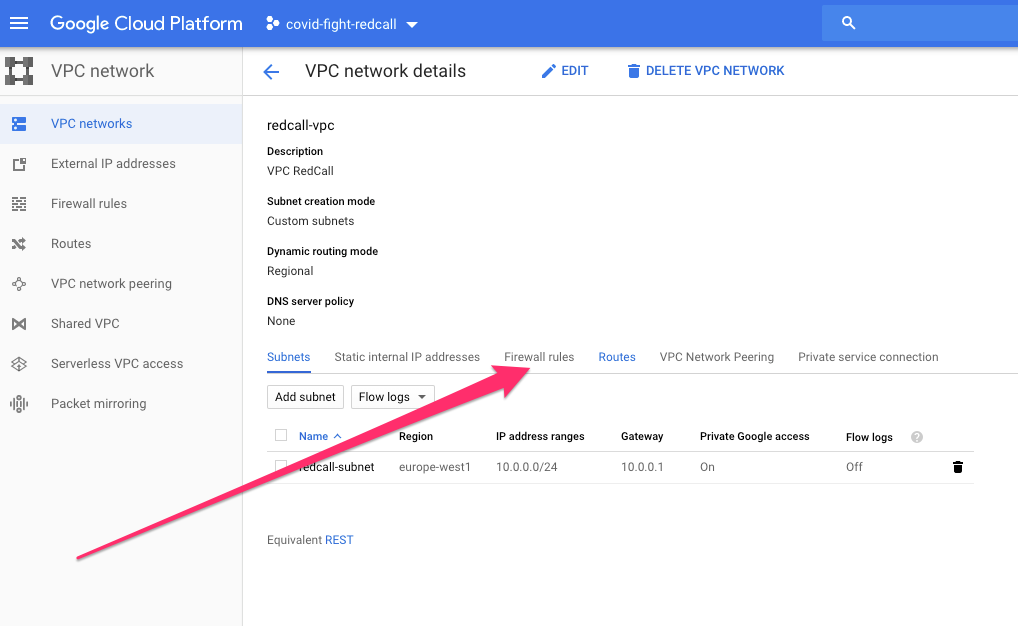 Google Cloud Platform
covid-fight-redcall
VPC network
VPC network details
EDIT
DELETE VPC NETWORK
VPC networks
External IP addresses
Firewall rules
Routes
VPC network peering
Shared VPC
Serverless VPC access
Packet mirroring
redcall-vpc
Description
VPC RedCall
Subnet creation mode
Custom subnets
Dynamic routing mode
Regional
DNS server policy
None
Subnets Static internal IP addresses Firewall rules Routes VPC Network Peering Private service connection
Add subnet Flow logs
Name Region IP address ranges Gateway Private Google access Flow logs ?
redcall-subnet europe-west1 10.0.0.0/24 10.0.0.1 On Off
Equivalent REST